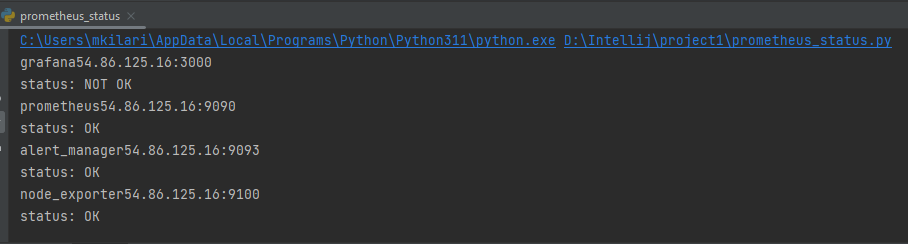 prometheus_status
C:\Users\mkilari\AppData\Local\Programs\Python\Python311\python.exe D:\Intellij\project1\prometheus_status.py
grafana54.86.125.16:3000
status: NOT OK
prometheus54.86.125.16:9090
status: OK
alert_manager54.86.125.16:9093
status: OK
node_exporter54.86.125.16:9100
status: OK